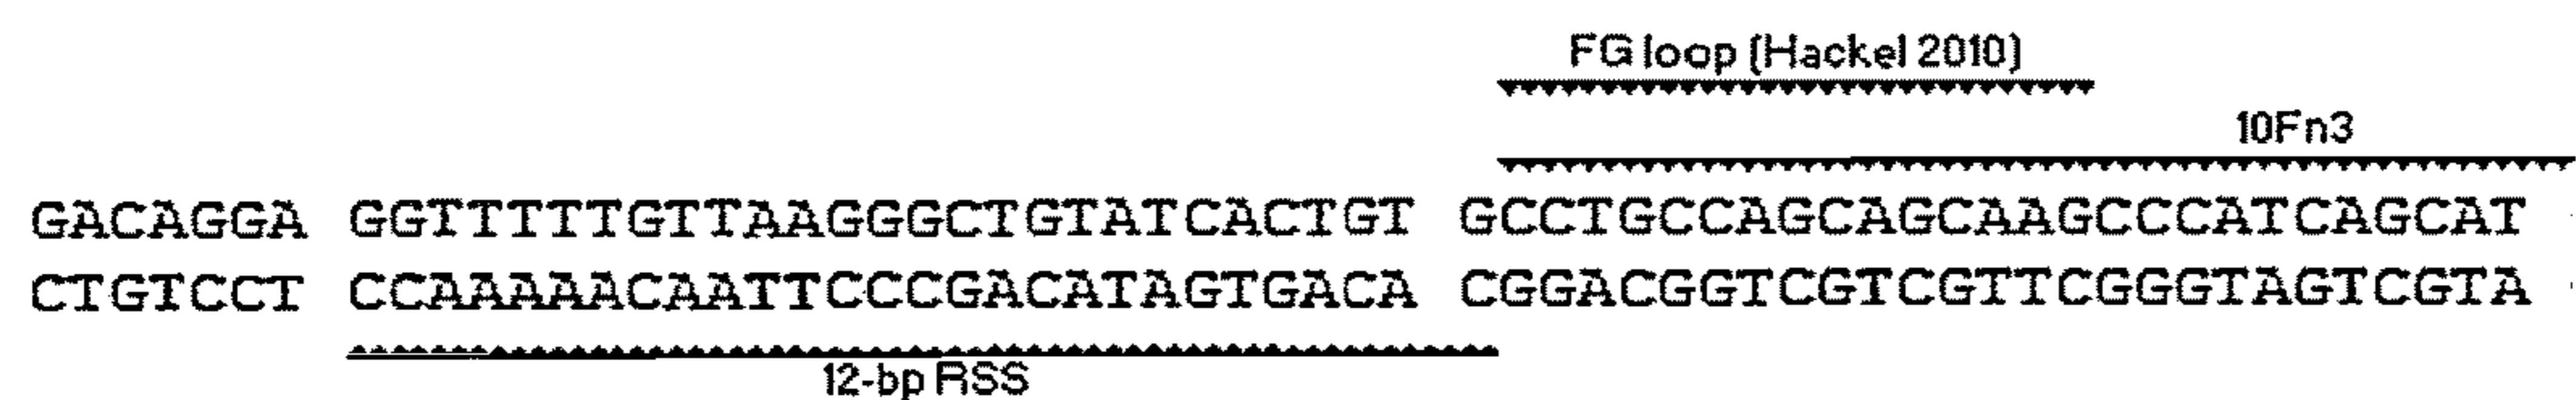 FG loop (Hackel 2010)
10Fn3
GACAGGA GGTTTTTGTTAAGGGCTGTATCACTGT GCCTGCCAGCAGCAAGCCCATCAGCAT
CTGTCCT CCAAAAACAATTCCCGACATAGTGACA CGGACGGTCGTCGTTCGGGTAGTCGTA
12-bp RSS